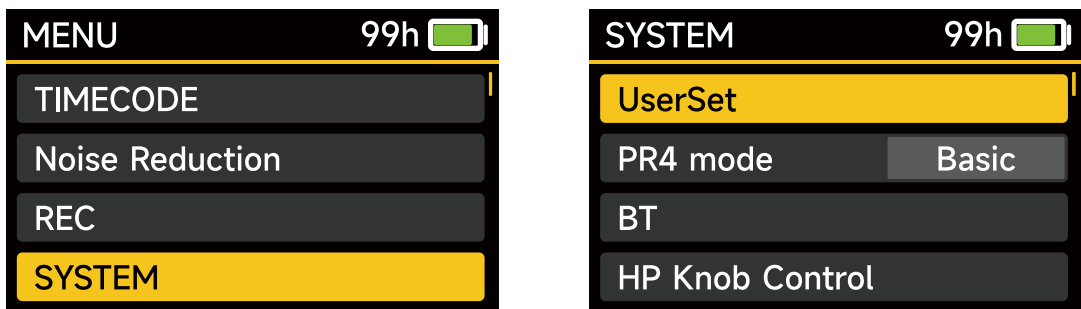 MENU 99h
TIMECODE
Noise Reduction
REC
SYSTEM
SYSTEM 99h
UserSet
PR4 mode Basic
BT
HP Knob Control